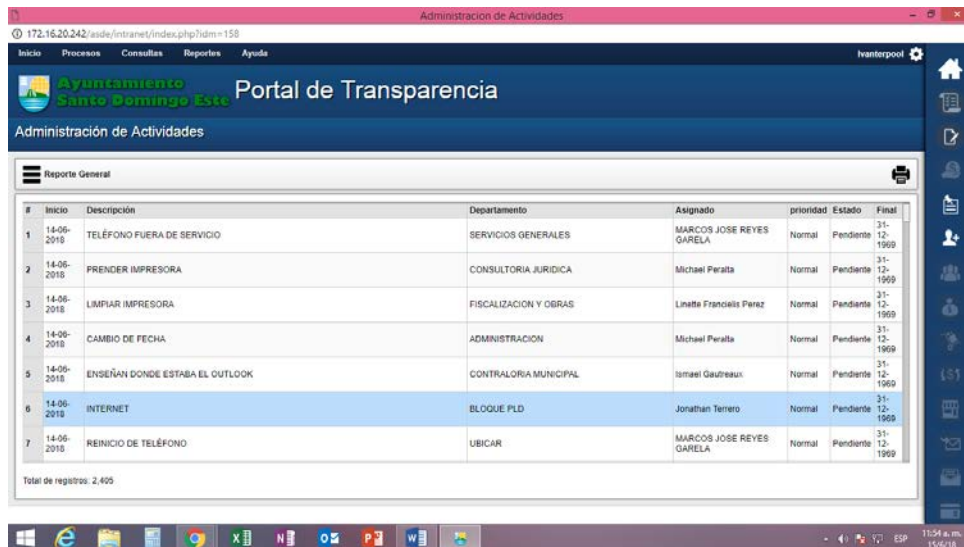 Administracion de Actividades
172.16.20.242/asde/intranet/index.php?idm=158
Inicio Procesos Consultas Reportes Ayuda Ivanterpool
Ayuntamiento
Santo Domingo Este
Portal de Transparencia
Administración de Actividades
Reporte General
# Inicio Descripción Departamento Asignado prioridad Estado Final
1 14-06-2018 TELÉFONO FUERA DE SERVICIO SERVICIOS GENERALES MARCOS JOSE REYES GARELA Normal Pendiente 31-12-1969
2 14-06-2018 PRENDER IMPRESORA CONSULTORIA JURIDICA Michael Peralta Normal Pendiente 31-12-1969
3 14-06-2018 LIMPIAR IMPRESORA FISCALIZACION Y OBRAS Linette Francielis Perez Normal Pendiente 31-12-1969
4 14-06-2018 CAMBIO DE FECHA ADMINISTRACION Michael Peralta Normal Pendiente 31-12-1969
5 14-06-2018 ENSEÑAN DONDE ESTABA EL OUTLOOK CONTRALORIA MUNICIPAL Ismael Gautreaux Normal Pendiente 31-12-1969
6 14-06-2018 INTERNET BLOQUE PLD Jonathan Terrero Normal Pendiente 31-12-1969
7 14-06-2018 REINICIO DE TELÉFONO UBICAR MARCOS JOSE REYES GARELA Normal Pendiente 31-12-1969
Total de registros: 2,405
ESP 11:54 a. m.
15/6/18